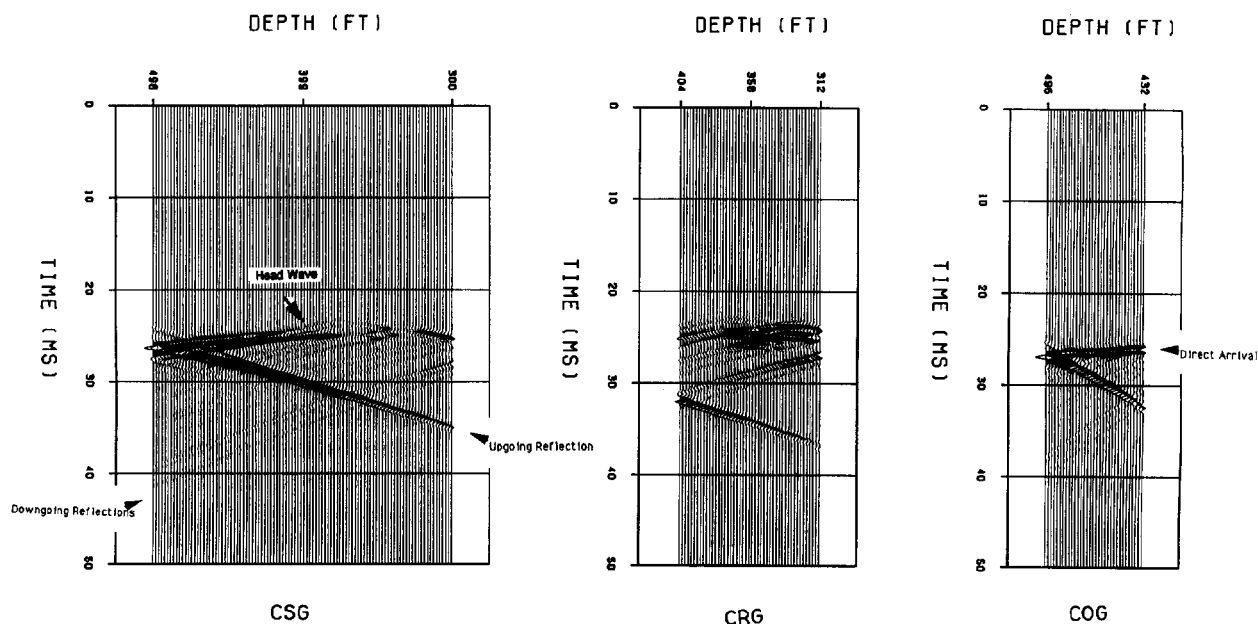 DEPTH (FT)
498
399
300
0
10
20
30
40
50
TIME (MS)
Head Wave
Upgoing Reflection
Downgoing Reflections
CSG
DEPTH (FT)
404
358
312
0
10
20
30
40
50
TIME (MS)
CRG
DEPTH (FT)
496
432
0
10
20
30
40
50
TIME (MS)
Direct Arrival
COG